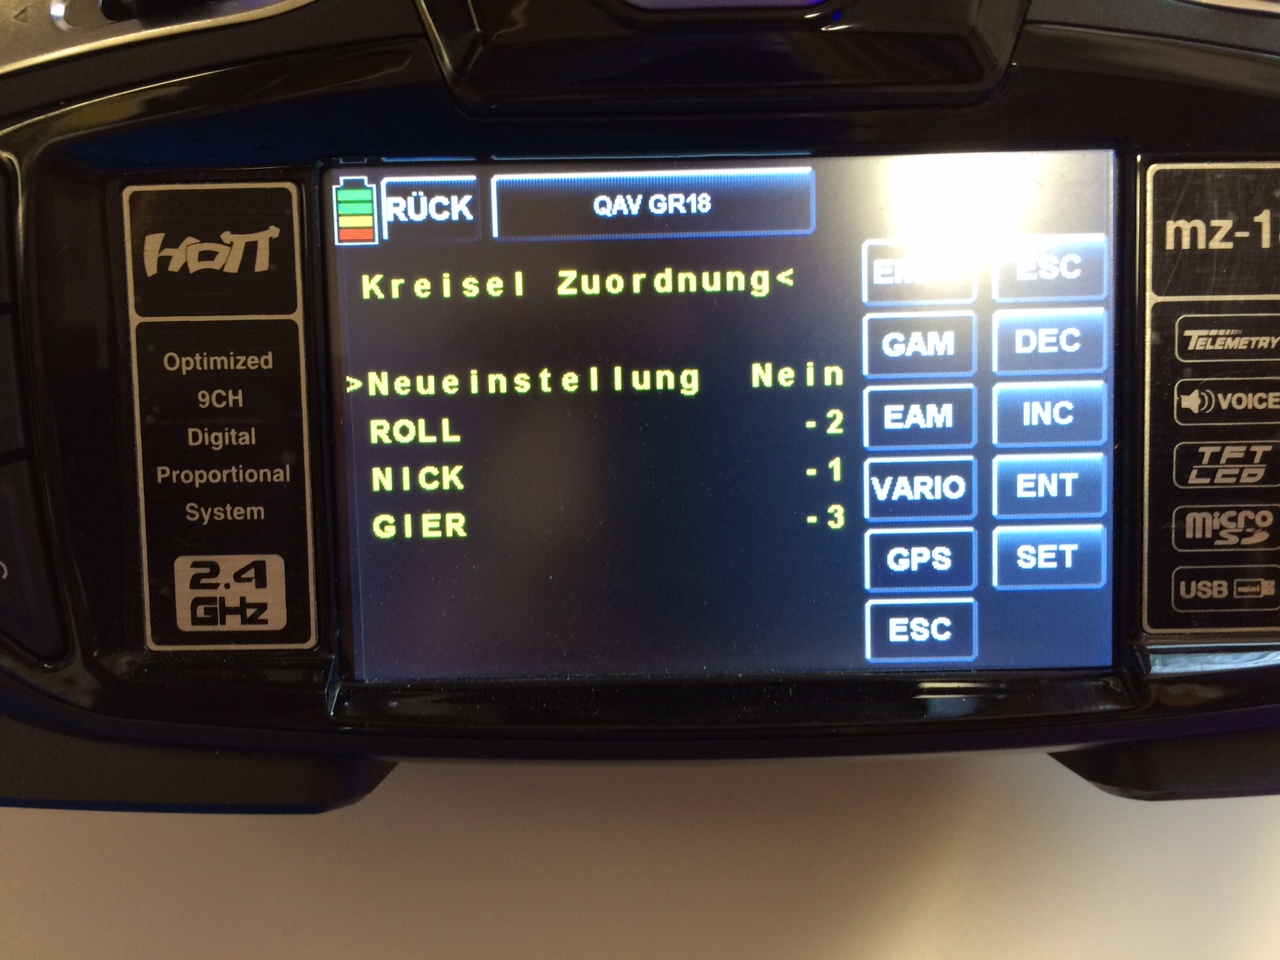 RÜCK QAV GR18
Kreisel Zuordnung<
>Neueinstellung Nein
ROLL -2
NICK -1
GIER -3
ESC
GAM DEC
EAM INC
VARIO ENT
GPS SET
ESC
HoTT
Optimized
9CH
Digital
Proportional
System
2.4
GHz
TELEMETRY
VOICE
TFT
LED
micro
SD
USB